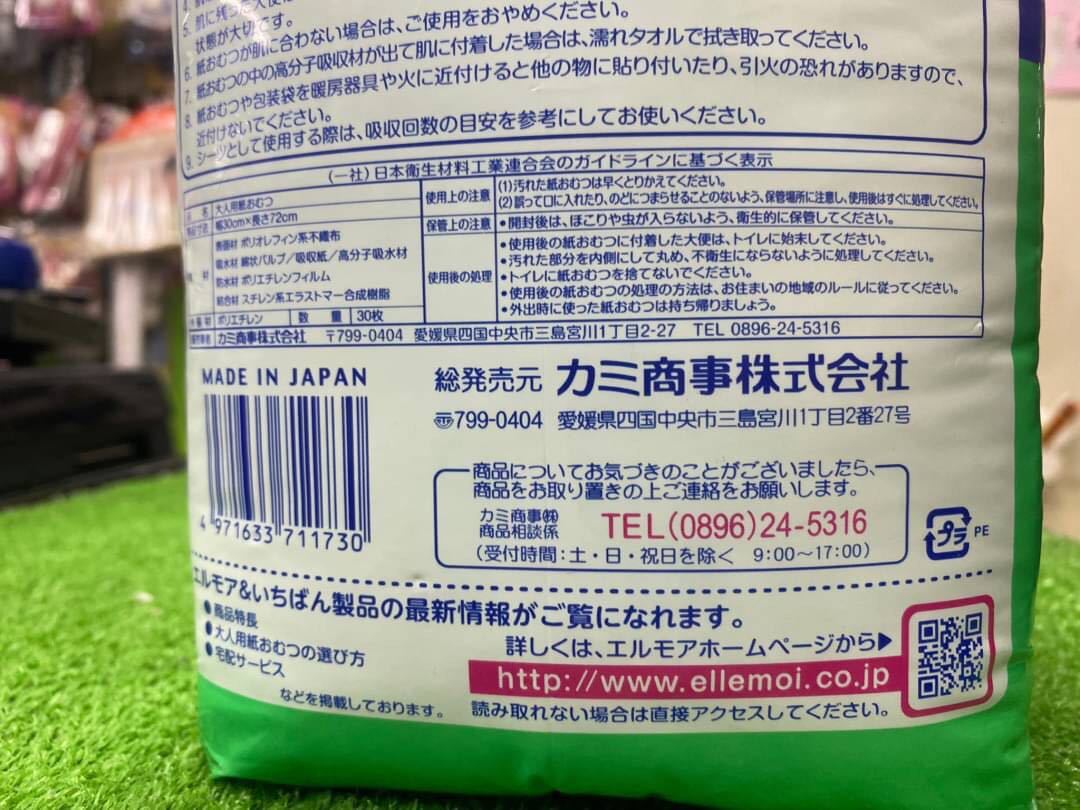 5. 肌に残った
状態が大切です。
6. 紙おむつが肌に合わない場合は、ご使用をおやめください。
7. 紙おむつの中の高分子吸収材が出て肌に付着した場合は、濡れタオルで拭き取ってください。
8. 紙おむつや包装袋を暖房器具や火に近付けると他の物に貼り付いたり、引火の恐れがありますので、
近付けないでください。
9. シーツとして使用する際は、吸収回数の目安を参考にしてお使いください。
(一社)日本衛生材料工業連合会のガイドラインに基づく表示
大人用紙おむつ
幅30cm×長さ72cm
表面材 ポリオレフィン系不織布
吸水材 綿状パルプ/吸収紙/高分子吸水材
防水材 ポリエチレンフィルム
結合材 スチレン系エラストマー合成樹脂
ポリエチレン 数量 30枚
使用上の注意 (1)汚れた紙おむつは早くとりかえてください。
(2)誤って口に入れたり、のどにつまらせることのないよう、保管場所に注意し、使用後はすぐに処理してください。
保管上の注意 •開封後は、ほこりや虫が入らないよう、衛生的に保管してください。
使用後の処理 •使用後の紙おむつに付着した大便は、トイレに始末してください。
•汚れた部分を内側にして丸め、不衛生にならないように処理してください。
•トイレに紙おむつを捨てないでください。
•使用後の紙おむつの処理の方法は、お住まいの地域のルールに従ってください。
•外出時に使った紙おむつは持ち帰りましょう。
カミ商事株式会社 〒799-0404 愛媛県四国中央市三島宮川1丁目2-27 TEL 0896-24-5316
MADE IN JAPAN
4 971633 711730
総発売元 カミ商事株式会社
〠799-0404 愛媛県四国中央市三島宮川1丁目2番27号
商品についてお気づきのことがございましたら、
商品をお取り置きの上ご連絡をお願いします。
カミ商事㈱
商品相談係 TEL(0896)24-5316
(受付時間:土・日・祝日を除く 9:00〜17:00)
プラ PE
エルモア&いちばん製品の最新情報がご覧になれます。
●商品特長
●大人用紙おむつの選び方
●宅配サービス
などを掲載しております。
詳しくは、エルモアホームページから▶
http://www.ellemoi.co.jp
読み取れない場合は直接アクセスしてください。